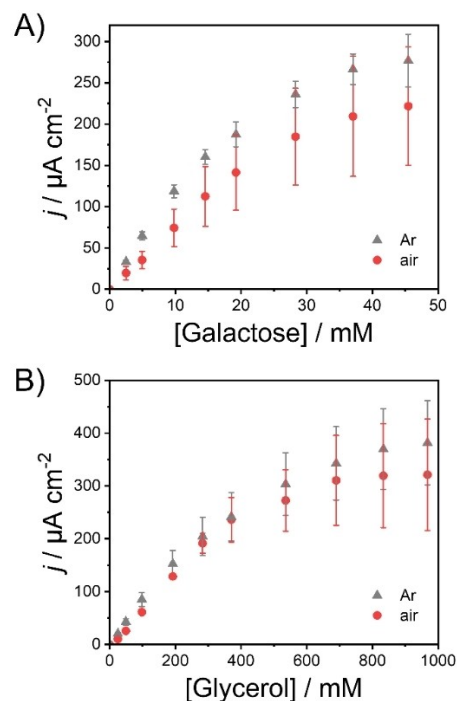 A)
300
250
200
150
100
50
0
j / µA cm⁻²
Ar
air
0 10 20 30 40 50
[Galactose] / mM
B)
500
400
300
200
100
0
j / µA cm⁻²
Ar
air
0 200 400 600 800 1000
[Glycerol] / mM